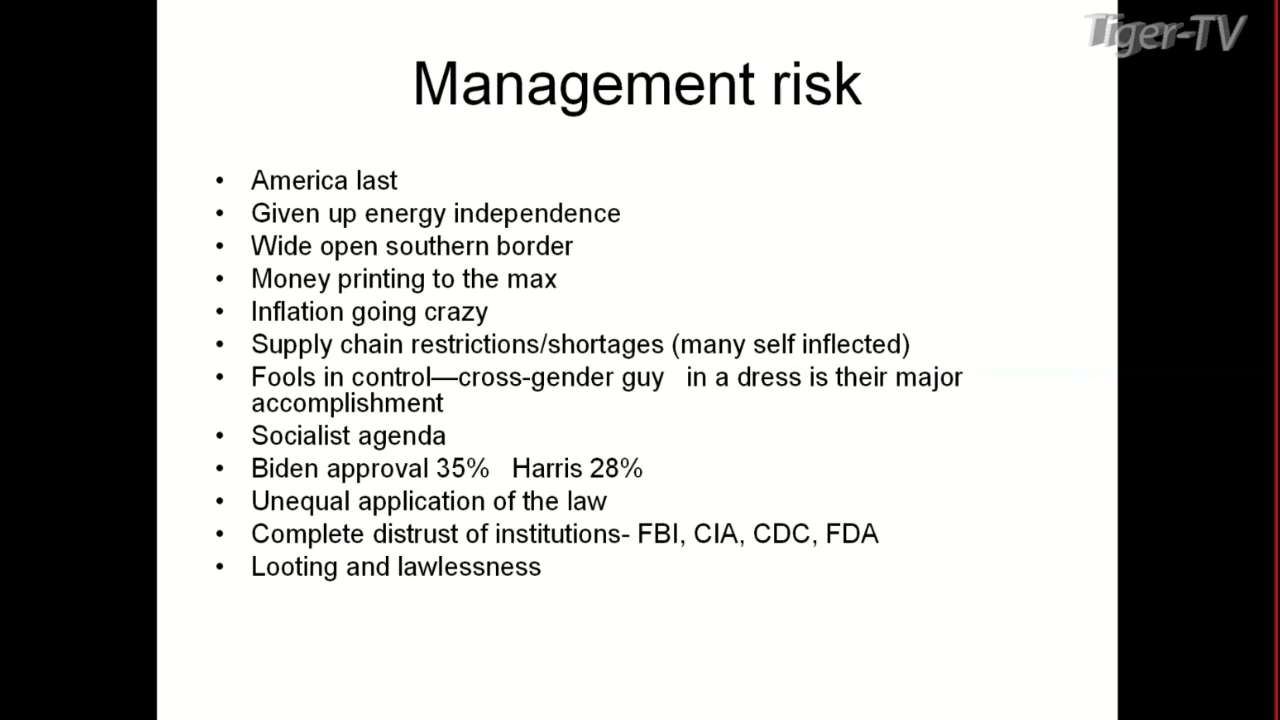 Tiger-TV
Management risk
• America last
• Given up energy independence
• Wide open southern border
• Money printing to the max
• Inflation going crazy
• Supply chain restrictions/shortages (many self inflected)
• Fools in control—cross-gender guy   in a dress is their major
accomplishment
• Socialist agenda
• Biden approval 35%   Harris 28%
• Unequal application of the law
• Complete distrust of institutions- FBI, CIA, CDC, FDA
• Looting and lawlessness